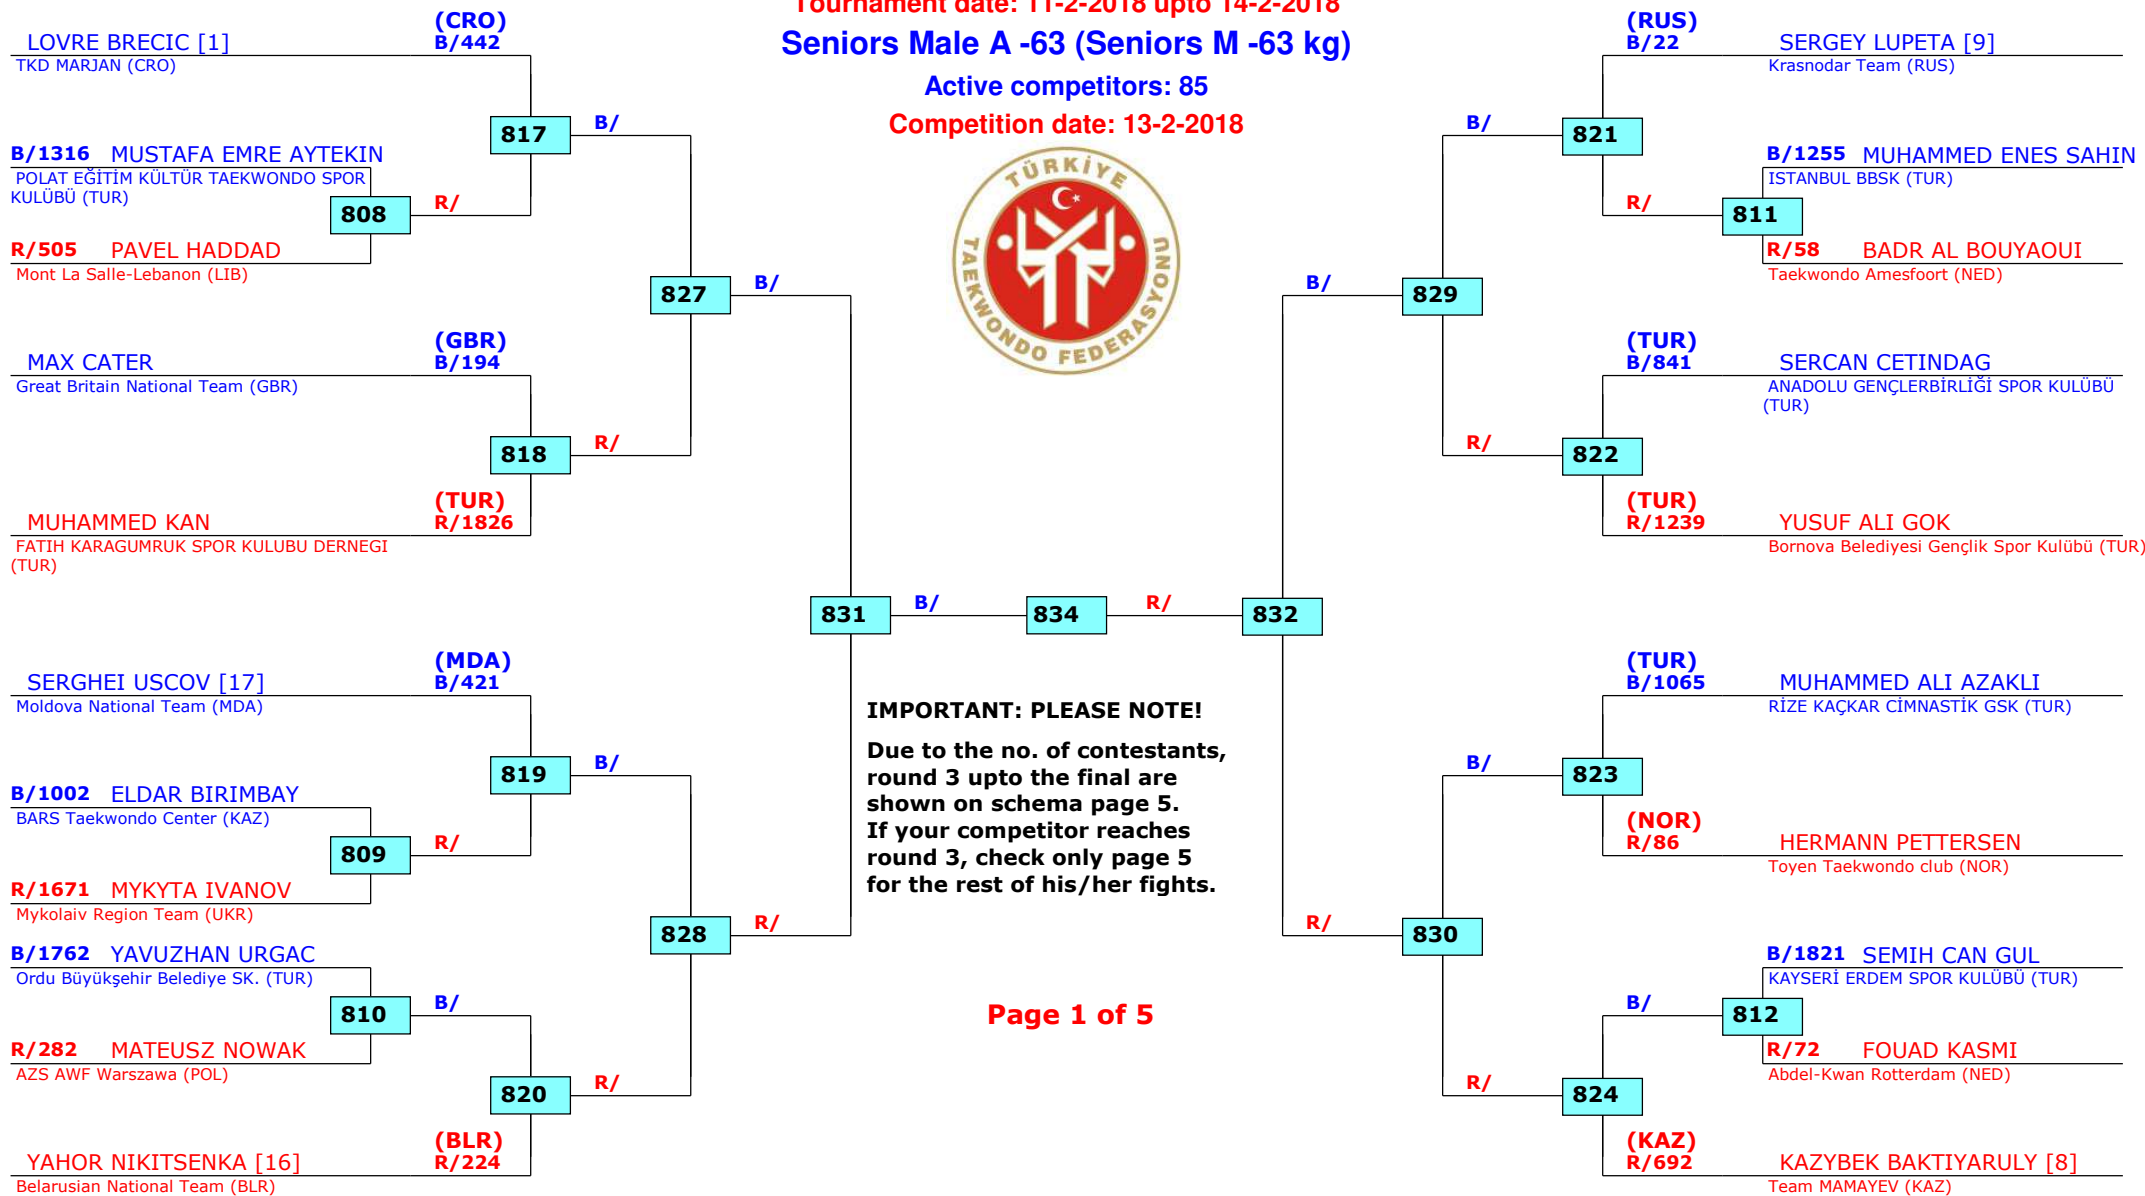 Tournament date: 11-2-2018 upto 14-2-2018
Seniors Male A -63 (Seniors M -63 kg)
Active competitors: 85
Competition date: 13-2-2018
TÜRKİYE
TAEKWONDO FEDERASYONU
(CRO)
LOVRE BRECIC [1] B/442
TKD MARJAN (CRO)
817 B/
B/1316 MUSTAFA EMRE AYTEKIN
POLAT EĞİTİM KÜLTÜR TAEKWONDO SPOR
KULÜBÜ (TUR)
808 R/
R/505 PAVEL HADDAD
Mont La Salle-Lebanon (LIB)
827 B/
(GBR)
MAX CATER B/194
Great Britain National Team (GBR)
818 R/
(TUR)
MUHAMMED KAN R/1826
FATIH KARAGUMRUK SPOR KULUBU DERNEGI
(TUR)
831 B/ 834 R/ 832
(MDA)
SERGHEI USCOV [17] B/421
Moldova National Team (MDA)
819 B/
B/1002 ELDAR BIRIMBAY
BARS Taekwondo Center (KAZ)
809 R/
R/1671 MYKYTA IVANOV
Mykolaiv Region Team (UKR)
828 R/
B/1762 YAVUZHAN URGAC
Ordu Büyükşehir Belediye SK. (TUR)
810 B/
R/282 MATEUSZ NOWAK
AZS AWF Warszawa (POL)
820 R/
(BLR)
YAHOR NIKITSENKA [16] R/224
Belarusian National Team (BLR)
IMPORTANT: PLEASE NOTE!
Due to the no. of contestants,
round 3 upto the final are
shown on schema page 5.
If your competitor reaches
round 3, check only page 5
for the rest of his/her fights.
Page 1 of 5
(RUS)
B/22 SERGEY LUPETA [9]
Krasnodar Team (RUS)
B/ 821
B/1255 MUHAMMED ENES SAHIN
ISTANBUL BBSK (TUR)
R/ 811
R/58 BADR AL BOUYAOUI
Taekwondo Amesfoort (NED)
B/ 829
(TUR)
B/841 SERCAN CETINDAG
ANADOLU GENÇLERBİRLİĞİ SPOR KULÜBÜ
(TUR)
R/ 822
(TUR)
R/1239 YUSUF ALI GOK
Bornova Belediyesi Gençlik Spor Kulübü (TUR)
(TUR)
B/1065 MUHAMMED ALI AZAKLI
RİZE KAÇKAR CİMNASTİK GSK (TUR)
B/ 823
(NOR)
R/86 HERMANN PETTERSEN
Toyen Taekwondo club (NOR)
R/ 830
B/1821 SEMIH CAN GUL
KAYSERİ ERDEM SPOR KULÜBÜ (TUR)
B/ 812
R/72 FOUAD KASMI
Abdel-Kwan Rotterdam (NED)
R/ 824
(KAZ)
R/692 KAZYBEK BAKTIYARULY [8]
Team MAMAYEV (KAZ)